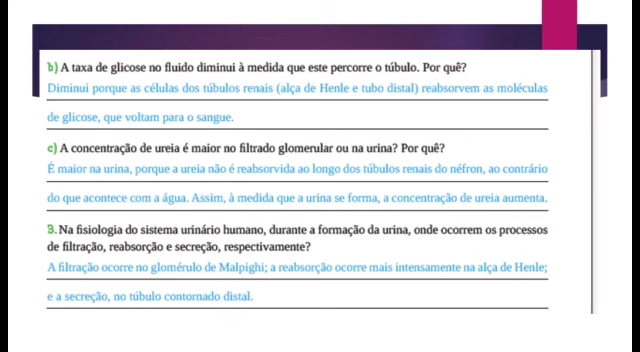 b) A taxa de glicose no fluido diminui à medida que este percorre o túbulo. Por quê?
Diminui porque as células dos túbulos renais (alça de Henle e tubo distal) reabsorvem as moléculas
de glicose, que voltam para o sangue.
c) A concentração de ureia é maior no filtrado glomerular ou na urina? Por quê?
É maior na urina, porque a ureia não é reabsorvida ao longo dos túbulos renais do néfron, ao contrário
do que acontece com a água. Assim, à medida que a urina se forma, a concentração de ureia aumenta.
3. Na fisiologia do sistema urinário humano, durante a formação da urina, onde ocorrem os processos
de filtração, reabsorção e secreção, respectivamente?
A filtração ocorre no glomérulo de Malpighi; a reabsorção ocorre mais intensamente na alça de Henle;
e a secreção, no túbulo contornado distal.